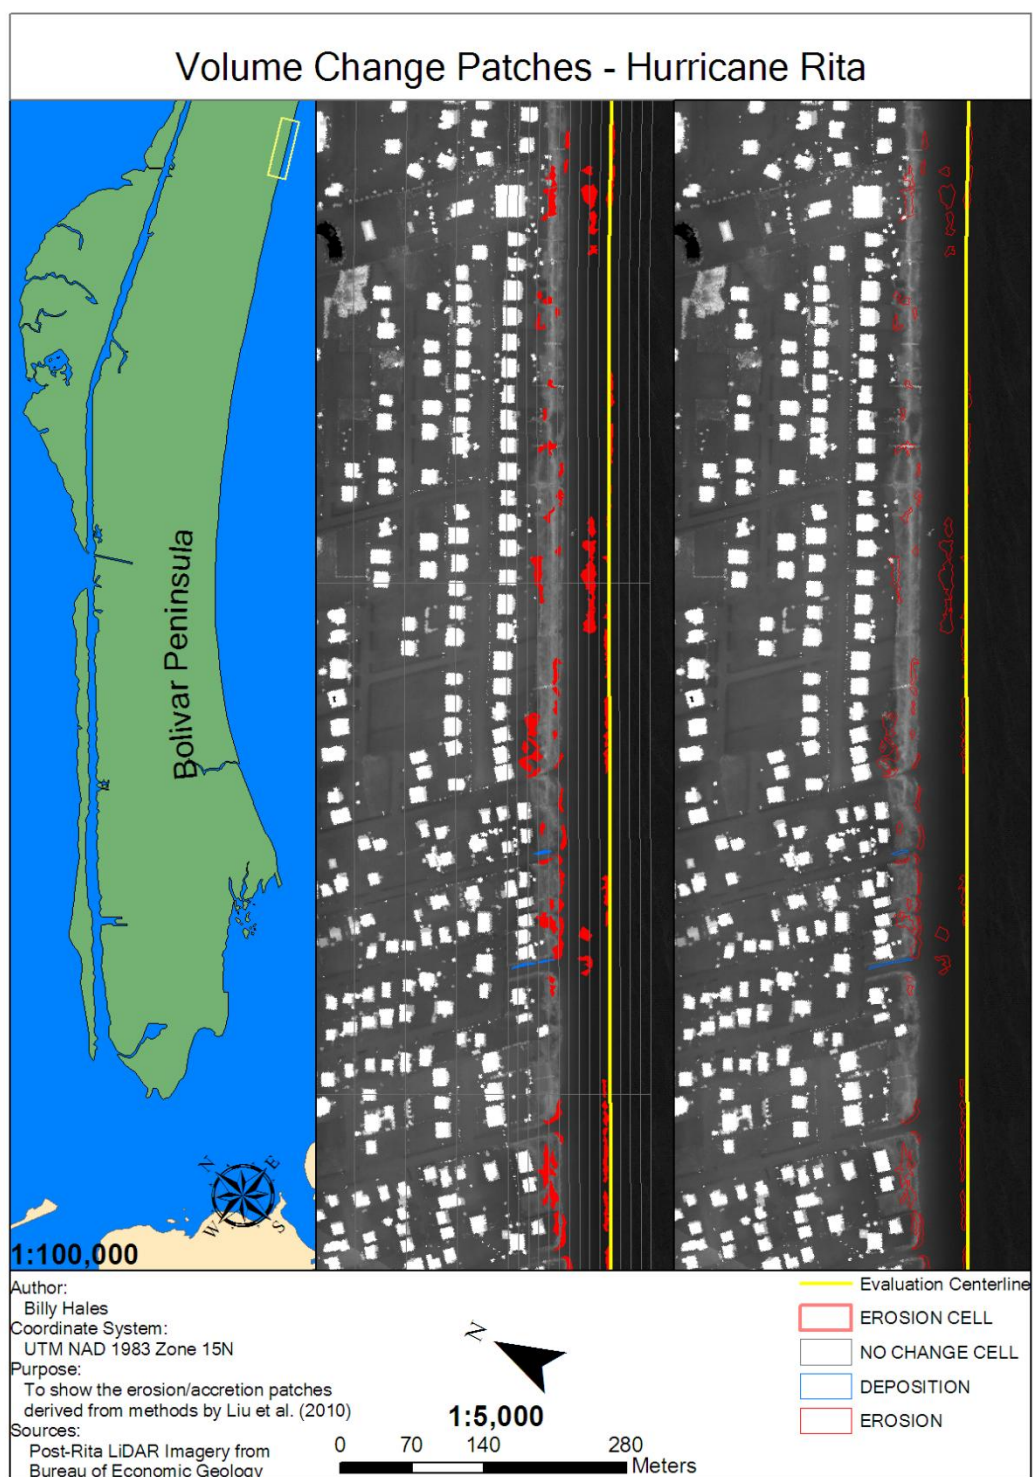 Volume Change Patches - Hurricane Rita
Bolivar Peninsula
N
E
W
S
1:100,000
Author:
Billy Hales
Coordinate System:
UTM NAD 1983 Zone 15N
Purpose:
To show the erosion/accretion patches
derived from methods by Liu et al. (2010)
Sources:
Post-Rita LiDAR Imagery from
Bureau of Economic Geology
N
1:5,000
0 70 140 280
Meters
Evaluation Centerline
EROSION CELL
NO CHANGE CELL
DEPOSITION
EROSION